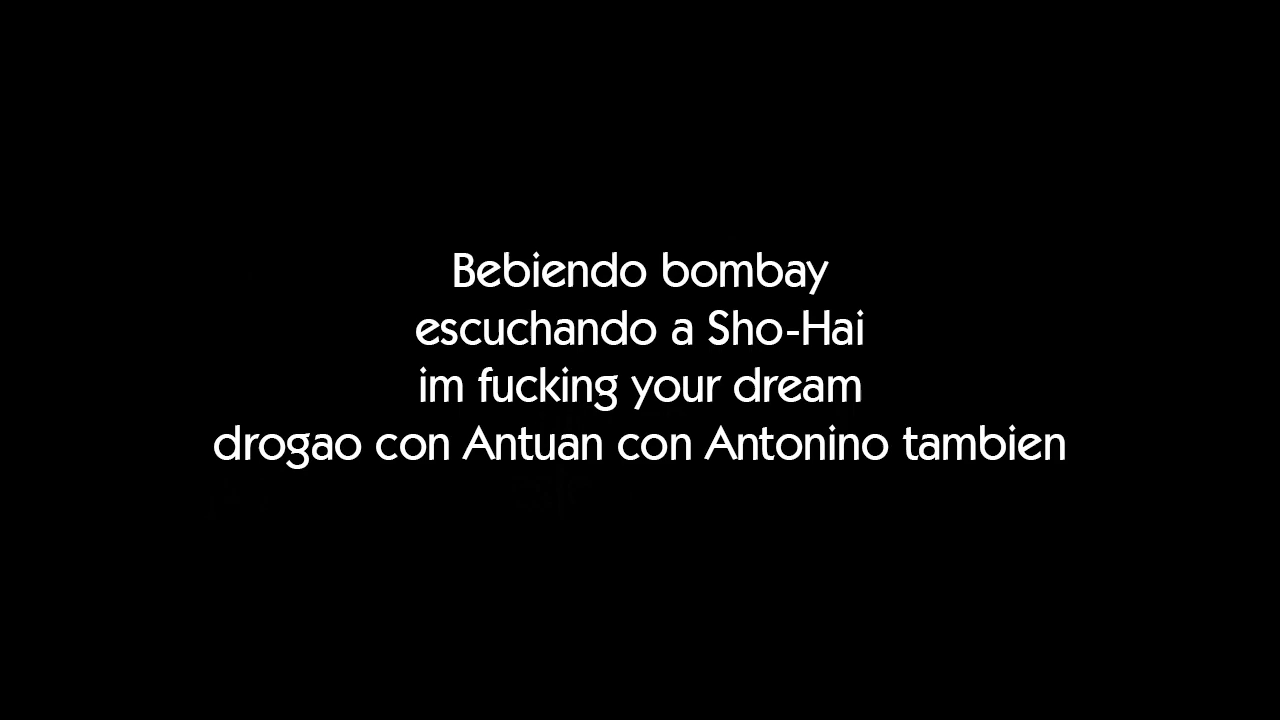 Bebiendo bombay
escuchando a Sho-Hai
im fucking your dream
drogao con Antuan con Antonino tambien